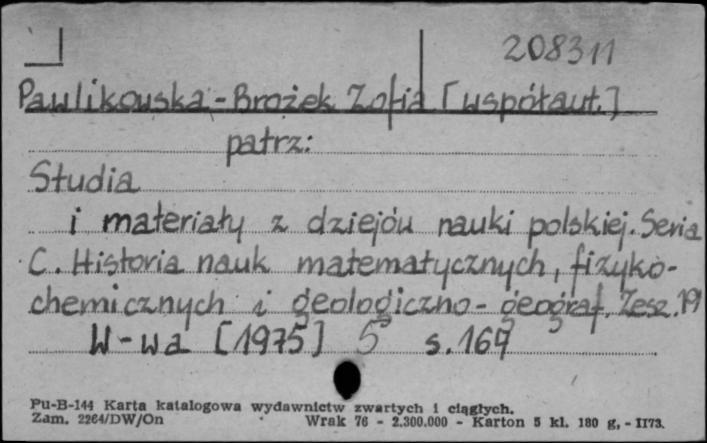 208311
Pawlikowska-Brożek Zofia [współaut.]
patrz:
Studia
i materiały z dziejów nauki polskiej. Seria
C. Historia nauk matematycznych, fizyko-
chemicznych i geologiczno-geograf. Zesz. 19
W-wa [1975] 5° s. 169
Pu-B-144 Karta katalogowa wydawnictw zwartych i ciągłych.
Zam. 2264/DW/On Wrak 76 - 2.300.000 - Karton 5 kl. 180 g, - II73.